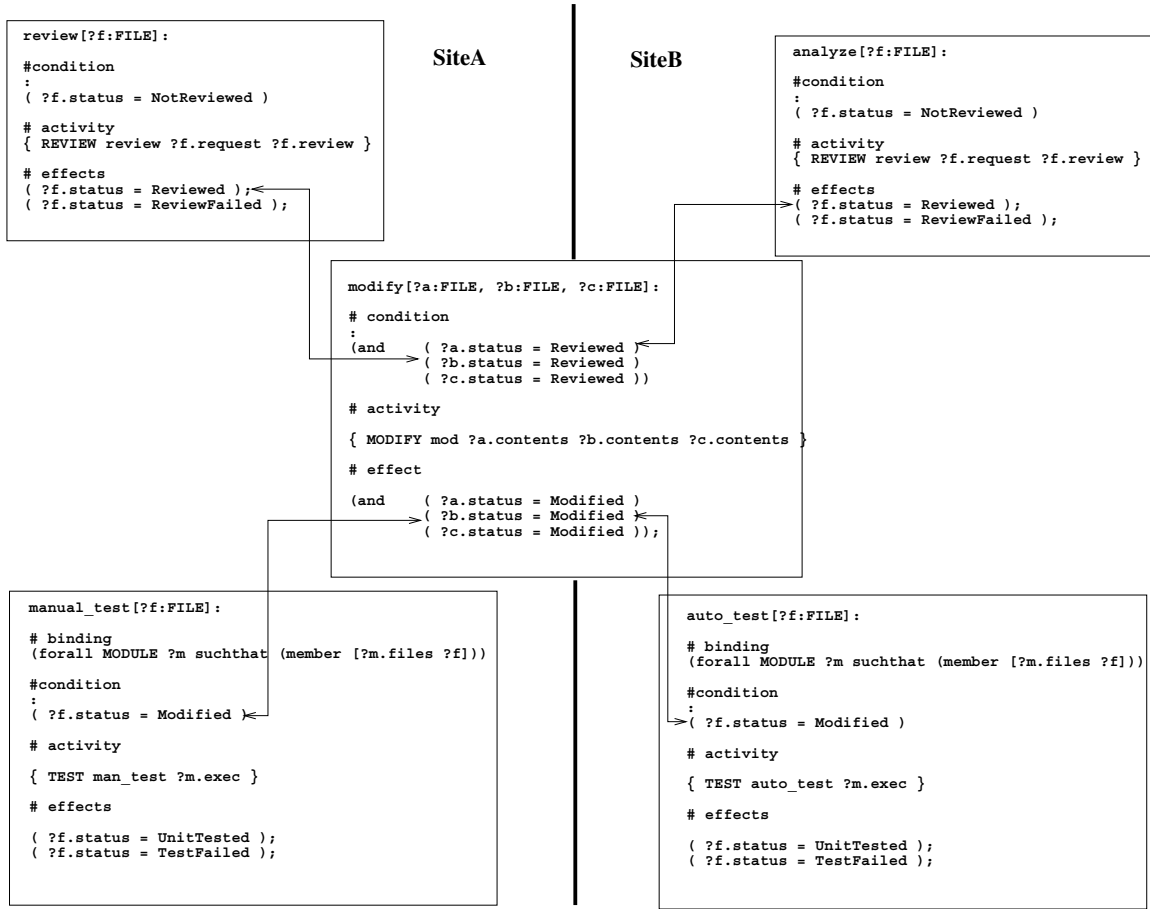 review[?f:FILE]:
#condition
:
( ?f.status = NotReviewed )
# activity
{ REVIEW review ?f.request ?f.review }
# effects
( ?f.status = Reviewed );
( ?f.status = ReviewFailed );
SiteA
SiteB
analyze[?f:FILE]:
#condition
:
( ?f.status = NotReviewed )
# activity
{ REVIEW review ?f.request ?f.review }
# effects
( ?f.status = Reviewed );
( ?f.status = ReviewFailed );
modify[?a:FILE, ?b:FILE, ?c:FILE]:
# condition
:
(and ( ?a.status = Reviewed )
( ?b.status = Reviewed )
( ?c.status = Reviewed ))
# activity
{ MODIFY mod ?a.contents ?b.contents ?c.contents }
# effect
(and ( ?a.status = Modified )
( ?b.status = Modified )
( ?c.status = Modified ));
manual_test[?f:FILE]:
# binding
(forall MODULE ?m suchthat (member [?m.files ?f]))
#condition
:
( ?f.status = Modified )
# activity
{ TEST man_test ?m.exec }
# effects
( ?f.status = UnitTested );
( ?f.status = TestFailed );
auto_test[?f:FILE]:
# binding
(forall MODULE ?m suchthat (member [?m.files ?f]))
#condition
:
( ?f.status = Modified )
# activity
{ TEST auto_test ?m.exec }
# effects
( ?f.status = UnitTested );
( ?f.status = TestFailed );